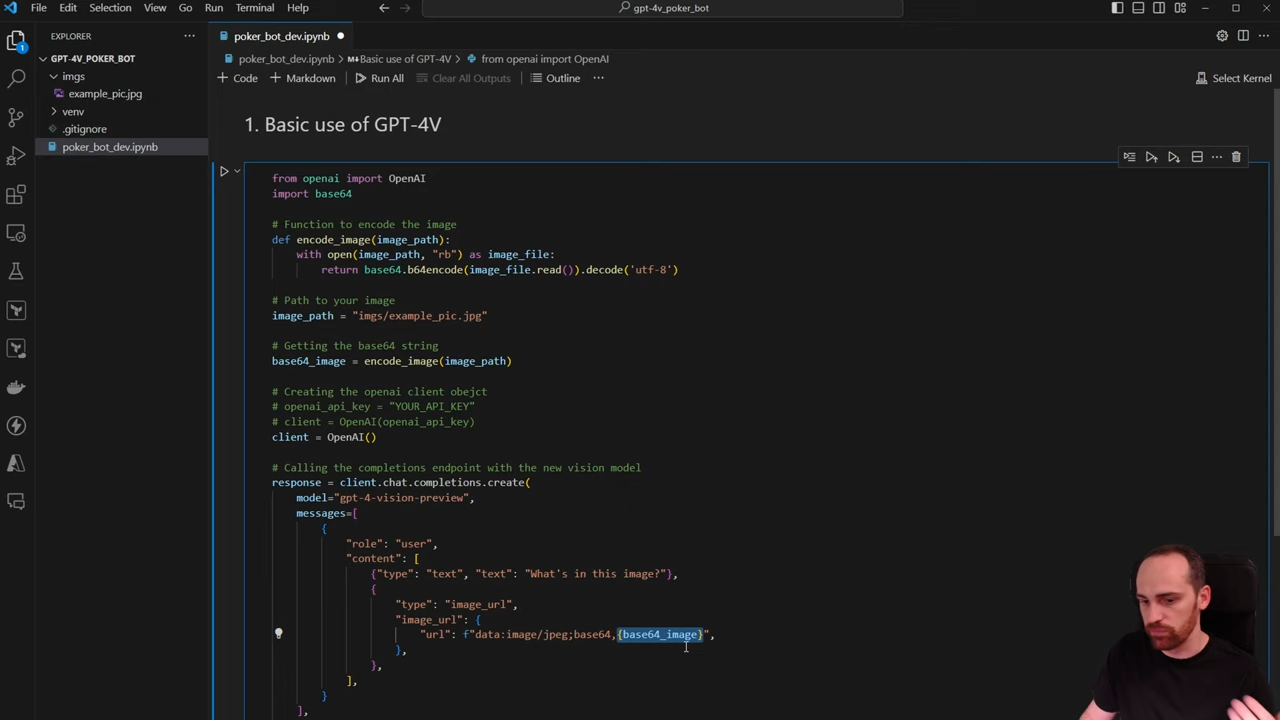 File Edit Selection View Go Run Terminal Help
gpt-4v_poker_bot
EXPLORER
poker_bot_dev.ipynb
GPT-4V_POKER_BOT
poker_bot_dev.ipynb > Basic use of GPT-4V > from openai import OpenAI
imgs
Code Markdown Run All Clear All Outputs Outline
Select Kernel
example_pic.jpg
venv
.gitignore
poker_bot_dev.ipynb
1
1. Basic use of GPT-4V
from openai import OpenAI
import base64
# Function to encode the image
def encode_image(image_path):
with open(image_path, "rb") as image_file:
return base64.b64encode(image_file.read()).decode('utf-8')
# Path to your image
image_path = "imgs/example_pic.jpg"
# Getting the base64 string
base64_image = encode_image(image_path)
# Creating the openai client obejct
# openai_api_key = "YOUR_API_KEY"
# client = OpenAI(openai_api_key)
client = OpenAI()
# Calling the completions endpoint with the new vision model
response = client.chat.completions.create(
model="gpt-4-vision-preview",
messages=[
{
"role": "user",
"content": [
{"type": "text", "text": "What's in this image?"},
{
"type": "image_url",
"image_url": {
"url": f"data:image/jpeg;base64,{base64_image}",
},
},
],
}
],